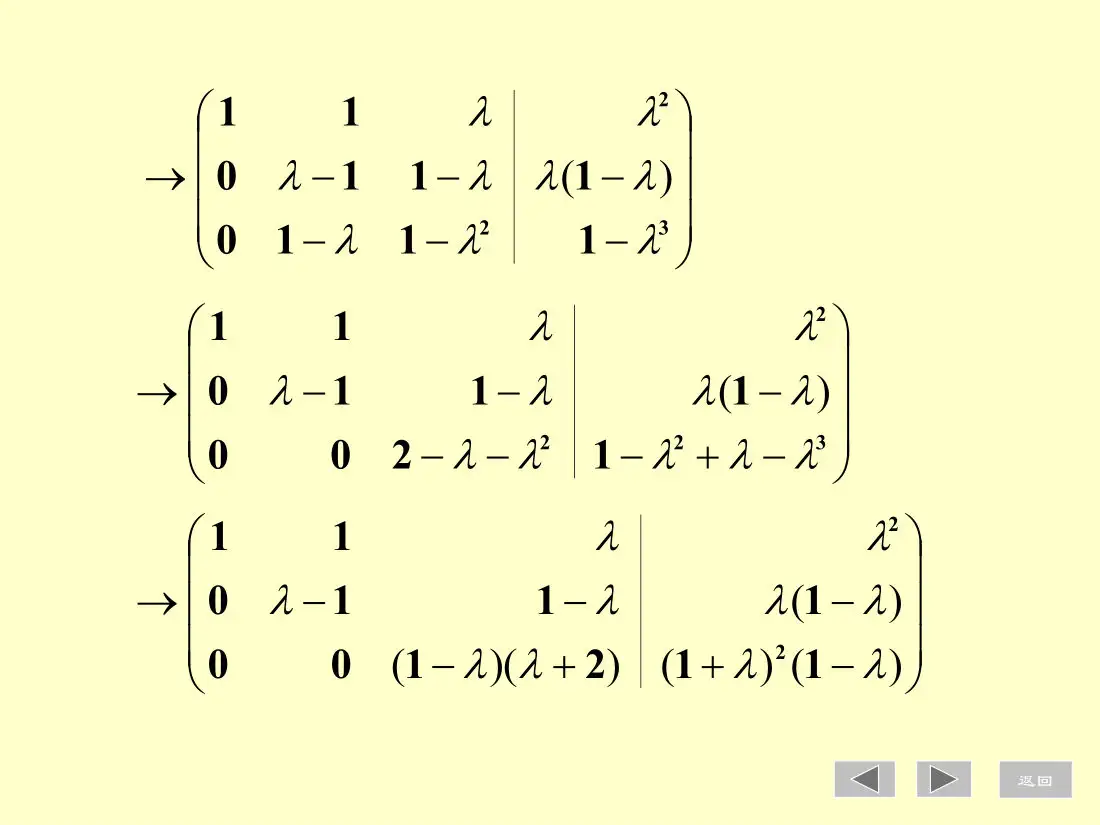 1 1 λ λ²
→ 0 λ − 1 1 − λ λ(1 − λ)
0 1 − λ 1 − λ² 1 − λ³
1 1 λ λ²
→ 0 λ − 1 1 − λ λ(1 − λ)
0 0 2 − λ − λ² 1 − λ² + λ − λ³
1 1 λ λ²
→ 0 λ − 1 1 − λ λ(1 − λ)
0 0 (1 − λ)(λ + 2) (1 + λ)²(1 − λ)
返回